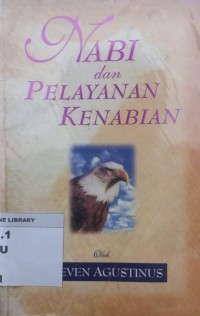 NABI
dan
PELAYANAN
KENABIAN
NE LIBRARY
.1
U
Oleh
EVEN AGUSTINUS